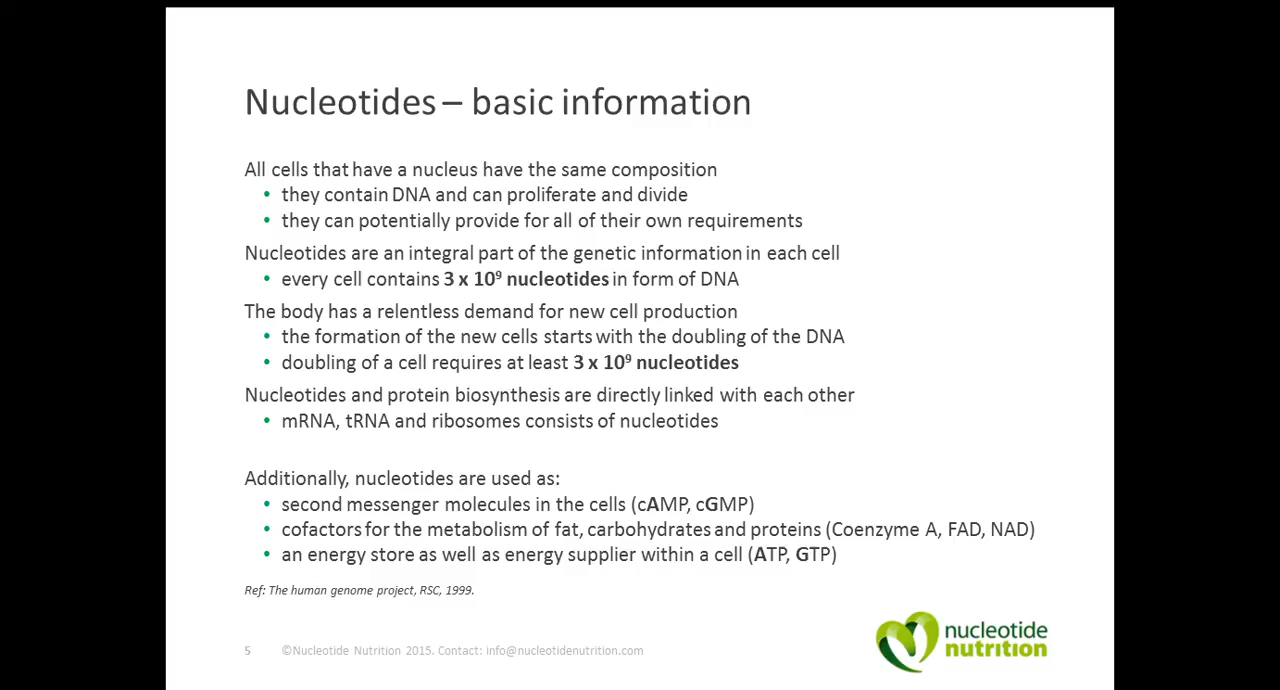 Nucleotides – basic information
All cells that have a nucleus have the same composition
• they contain DNA and can proliferate and divide
• they can potentially provide for all of their own requirements
Nucleotides are an integral part of the genetic information in each cell
• every cell contains 3 x 10⁹ nucleotides in form of DNA
The body has a relentless demand for new cell production
• the formation of the new cells starts with the doubling of the DNA
• doubling of a cell requires at least 3 x 10⁹ nucleotides
Nucleotides and protein biosynthesis are directly linked with each other
• mRNA, tRNA and ribosomes consists of nucleotides
Additionally, nucleotides are used as:
• second messenger molecules in the cells (cAMP, cGMP)
• cofactors for the metabolism of fat, carbohydrates and proteins (Coenzyme A, FAD, NAD)
• an energy store as well as energy supplier within a cell (ATP, GTP)
Ref: The human genome project, RSC, 1999.
5 ©Nucleotide Nutrition 2015. Contact: info@nucleotidenutrition.com
nucleotide
nutrition